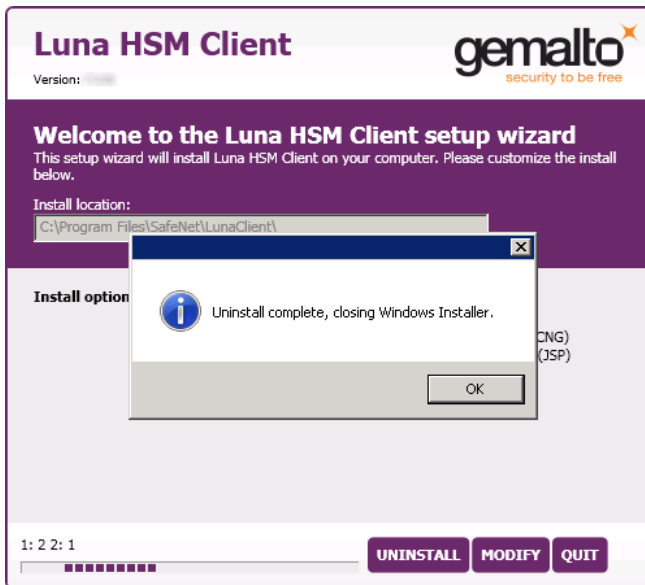 Luna HSM Client
gemalto
security to be free
Version:
Welcome to the Luna HSM Client setup wizard
This setup wizard will install Luna HSM Client on your computer. Please customize the install
below.
Install location:
C:\Program Files\SafeNet\LunaClient\
Install option
Uninstall complete, closing Windows Installer.
CNG)
(JSP)
OK
1: 2 2: 1
UNINSTALL MODIFY QUIT